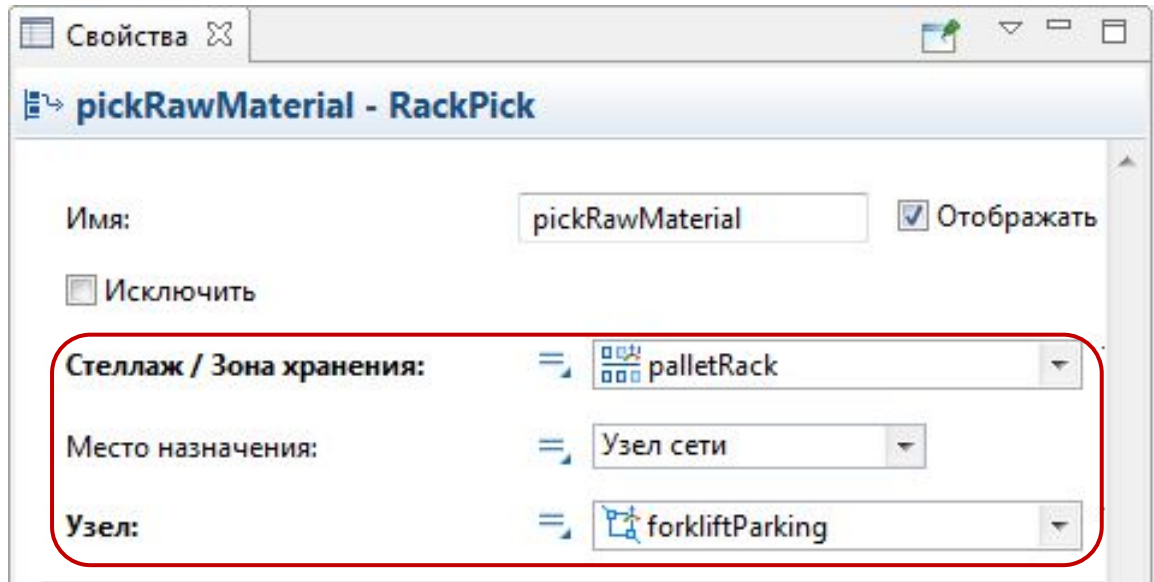 Свойства
pickRawMaterial - RackPick
Имя: pickRawMaterial Отображать
Исключить
Стеллаж / Зона хранения: palletRack
Место назначения: Узел сети
Узел: forkliftParking